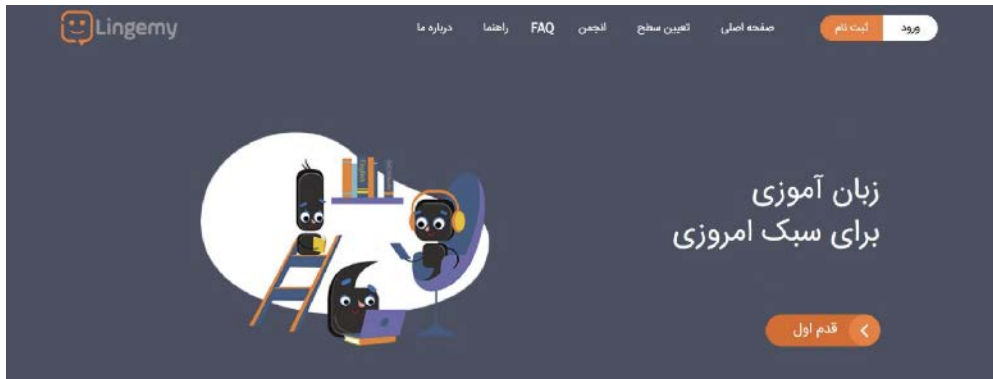 Lingemy
ورود
ثبت نام
صفحه اصلی
تعیین سطح
انجمن
FAQ
راهنما
درباره ما
زبان آموزی
برای سبک امروزی
قدم اول